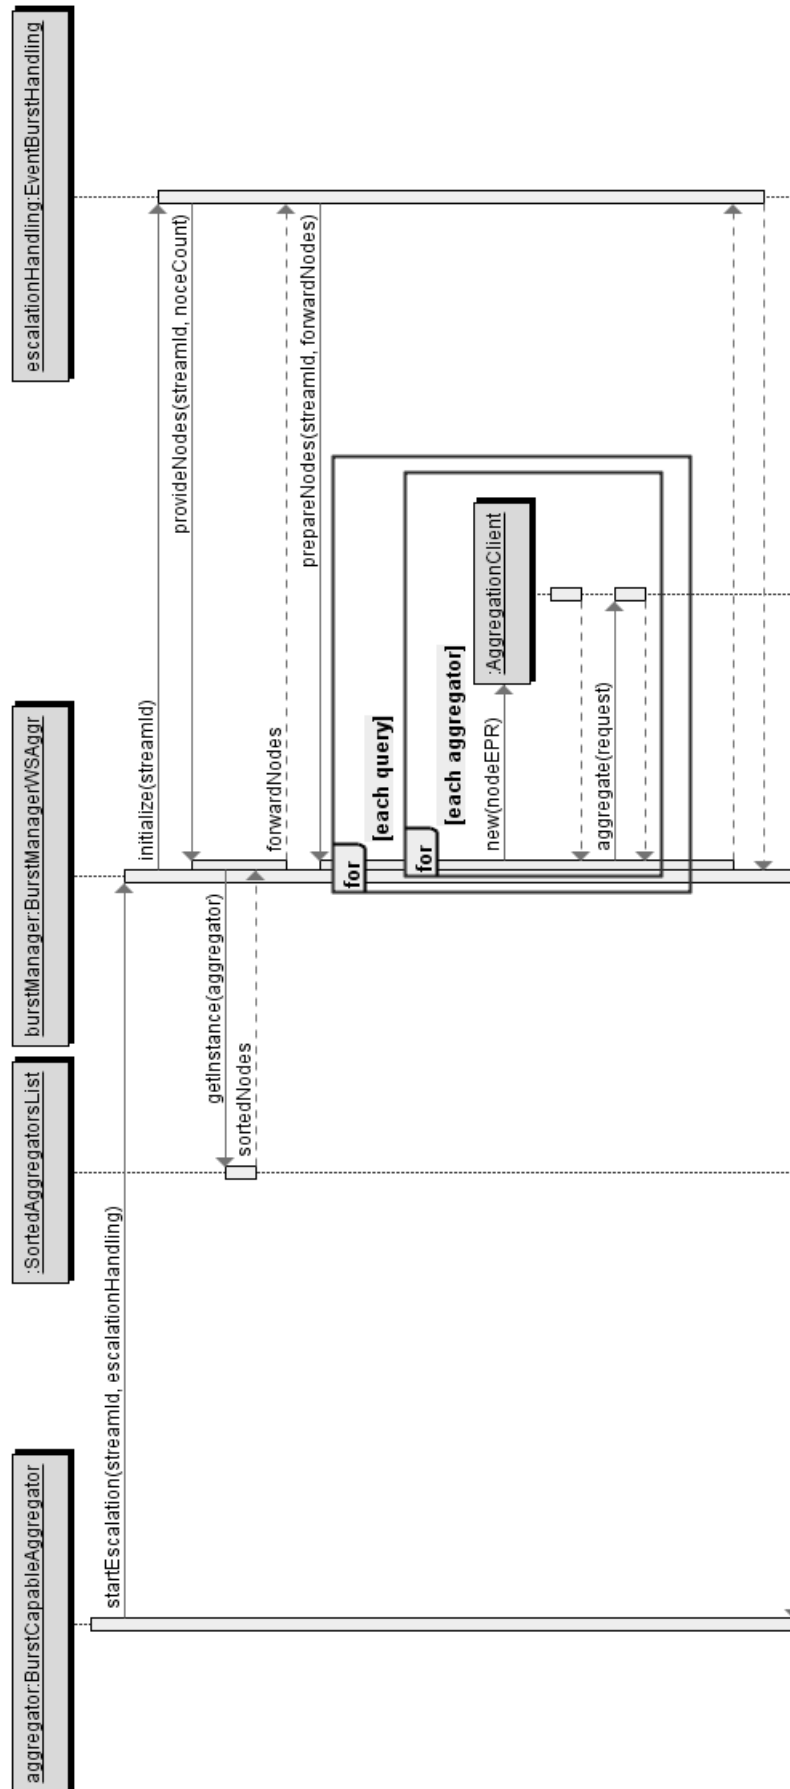 aggregator:BurstCapableAggregator
:SortedAggregatorsList
burstManager:BurstManagerWSAggr
escalationHandling:EventBurstHandling
startEscalation(streamId, escalationHandling)
initialize(streamId)
provideNodes(streamId, noceCount)
getInstance(aggregator)
sortedNodes
forwardNodes
prepareNodes(streamId, forwardNodes)
for
[each query]
for
[each aggregator]
new(nodeEPR)
:AggregationClient
aggregate(request)